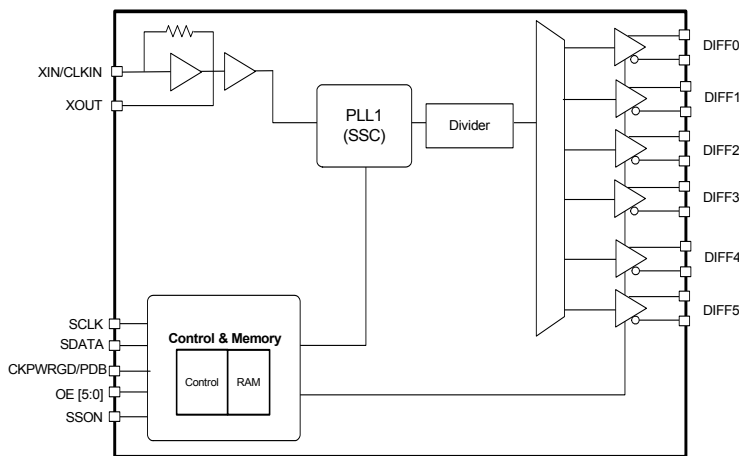 XIN/CLKIN
XOUT
PLL1
(SSC)
Divider
DIFF0
DIFF1
DIFF2
DIFF3
DIFF4
DIFF5
SCLK
SDATA
CKPWRGD/PDB
OE [5:0]
SSON
Control & Memory
Control
RAM